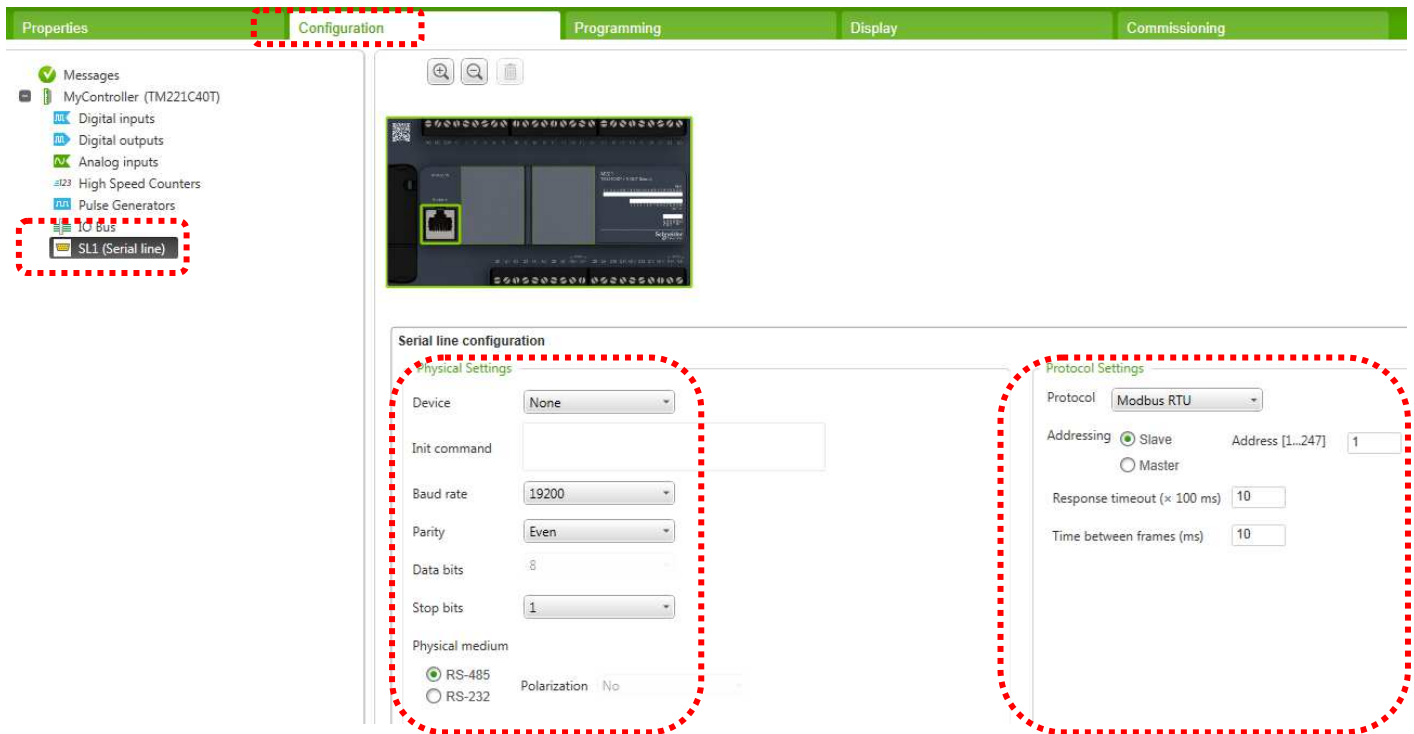 Properties Configuration Programming Display Commissioning
Messages
MyController (TM221C40T)
Digital inputs
Digital outputs
Analog inputs
High Speed Counters
Pulse Generators
IO Bus
SL1 (Serial line)
Serial line configuration
Physical Settings
Device None
Init command
Baud rate 19200
Parity Even
Data bits 8
Stop bits 1
Physical medium
RS-485
RS-232
Polarization No
Protocol Settings
Protocol Modbus RTU
Addressing Slave Address [1...247] 1
Master
Response timeout (× 100 ms) 10
Time between frames (ms) 10